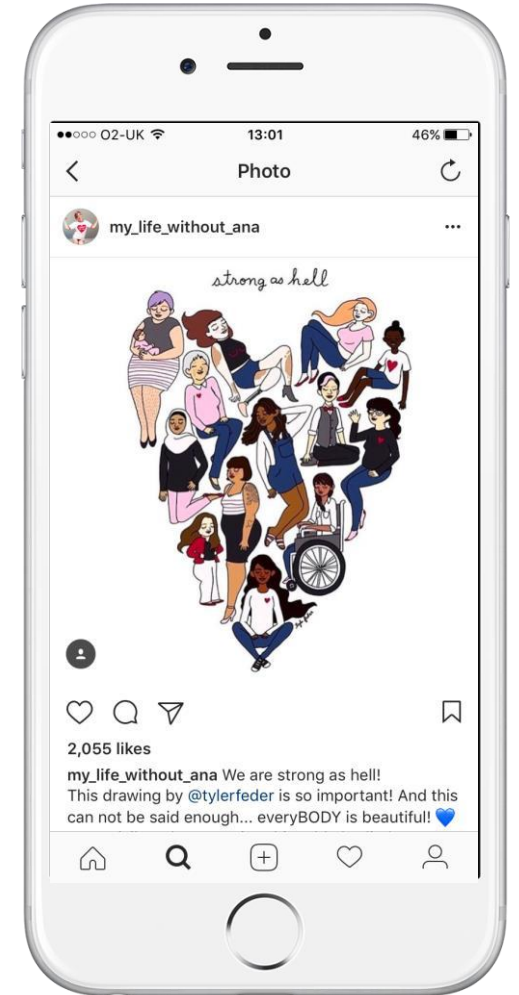 O2-UK 13:01 46%
Photo
my_life_without_ana
strong as hell
2,055 likes
my_life_without_ana We are strong as hell!
This drawing by @tylerfeder is so important! And this
can not be said enough... everyBODY is beautiful! 💙